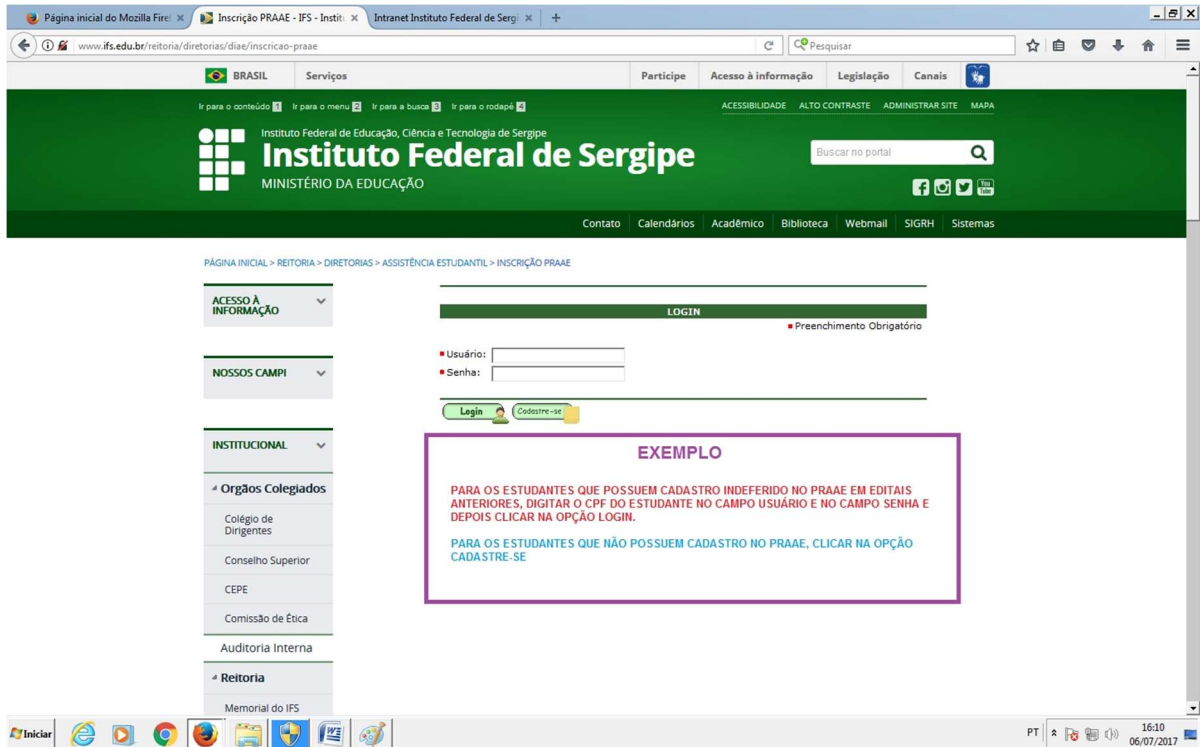 Página inicial do Mozilla Firef
Inscrição PRAAE - IFS - Instit
Intranet Instituto Federal de Sergi
www.ifs.edu.br/reitoria/diretorias/diae/inscricao-praae
Pesquisar
BRASIL Serviços Participe Acesso à informação Legislação Canais
Ir para o conteúdo 1 Ir para o menu 2 Ir para a busca 3 Ir para o rodapé 4 ACESSIBILIDADE ALTO CONTRASTE ADMINISTRAR SITE MAPA
Instituto Federal de Educação, Ciência e Tecnologia de Sergipe
Instituto Federal de Sergipe
MINISTÉRIO DA EDUCAÇÃO
Buscar no portal
You Tube
Contato Calendários Acadêmico Biblioteca Webmail SIGRH Sistemas
PÁGINA INICIAL > REITORIA > DIRETORIAS > ASSISTÊNCIA ESTUDANTIL > INSCRIÇÃO PRAAE
ACESSO À
INFORMAÇÃO
NOSSOS CAMPI
INSTITUCIONAL
Orgãos Colegiados
Colégio de
Dirigentes
Conselho Superior
CEPE
Comissão de Ética
Auditoria Interna
Reitoria
Memorial do IFS
LOGIN
Preenchimento Obrigatório
Usuário:
Senha:
Login Cadastre-se
EXEMPLO
PARA OS ESTUDANTES QUE POSSUEM CADASTRO INDEFERIDO NO PRAAE EM EDITAIS
ANTERIORES, DIGITAR O CPF DO ESTUDANTE NO CAMPO USUÁRIO E NO CAMPO SENHA E
DEPOIS CLICAR NA OPÇÃO LOGIN.
PARA OS ESTUDANTES QUE NÃO POSSUEM CADASTRO NO PRAAE, CLICAR NA OPÇÃO
CADASTRE-SE
Iniciar
PT
16:10
06/07/2017